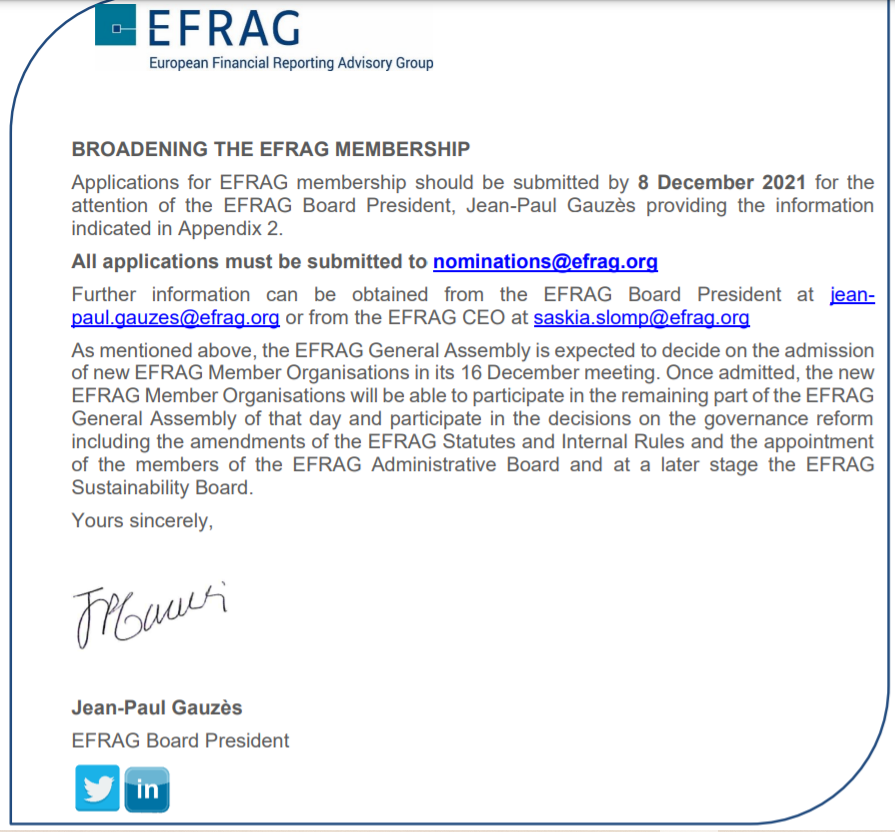 EFRAG
European Financial Reporting Advisory Group
BROADENING THE EFRAG MEMBERSHIP
Applications for EFRAG membership should be submitted by 8 December 2021 for the
attention of the EFRAG Board President, Jean-Paul Gauzès providing the information
indicated in Appendix 2.
All applications must be submitted to nominations@efrag.org
Further information can be obtained from the EFRAG Board President at jean-
paul.gauzes@efrag.org or from the EFRAG CEO at saskia.slomp@efrag.org
As mentioned above, the EFRAG General Assembly is expected to decide on the admission
of new EFRAG Member Organisations in its 16 December meeting. Once admitted, the new
EFRAG Member Organisations will be able to participate in the remaining part of the EFRAG
General Assembly of that day and participate in the decisions on the governance reform
including the amendments of the EFRAG Statutes and Internal Rules and the appointment
of the members of the EFRAG Administrative Board and at a later stage the EFRAG
Sustainability Board.
Yours sincerely,
Jean-Paul Gauzès
EFRAG Board President
in